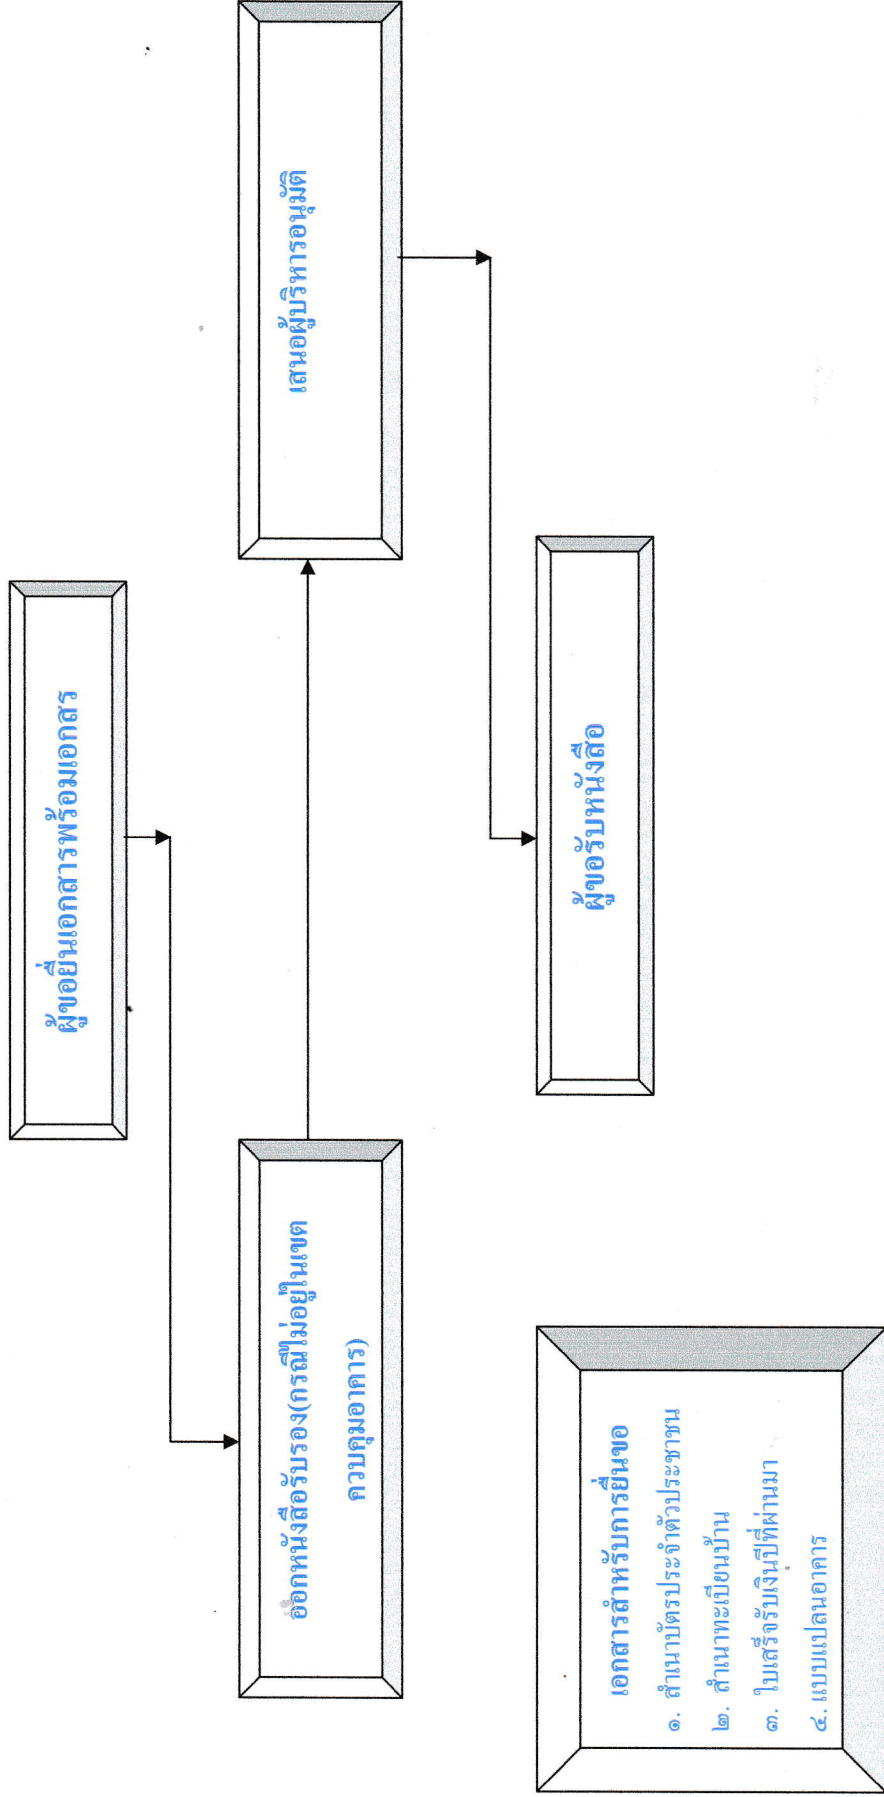 ผู้ขอยื่นเอกสารพร้อมเอกสร
ออกหนังสือรับรอง(กรณีไม่อยู่ในเขต
ควบคุมอาคาร)
เสนอผู้บริหารอนุมัติ
ผู้ขอรับหนังสือ
เอกสารสำหรับการยื่นขอ
๑. สำเนาบัตรประจำตัวประชาชน
๒. สำเนาทะเบียนบ้าน
๓. ใบเสร็จรับเงินปีที่ผ่านมา
๔. แบบแปลนอาคาร